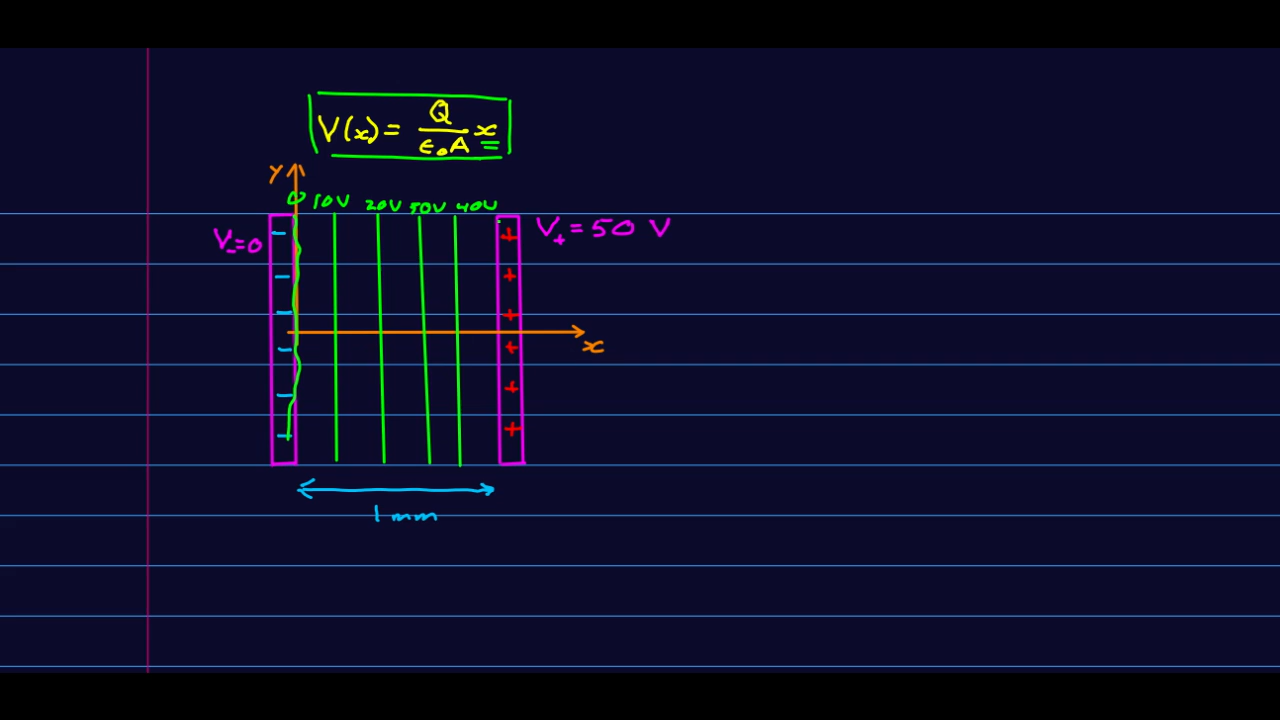 V(x) = Q/ε₀A x
y
0 10V 20V 30V 40V
V₋=0
V₊ = 50 V
− + 
− +
− +
− +
− +
− +
x
1 mm